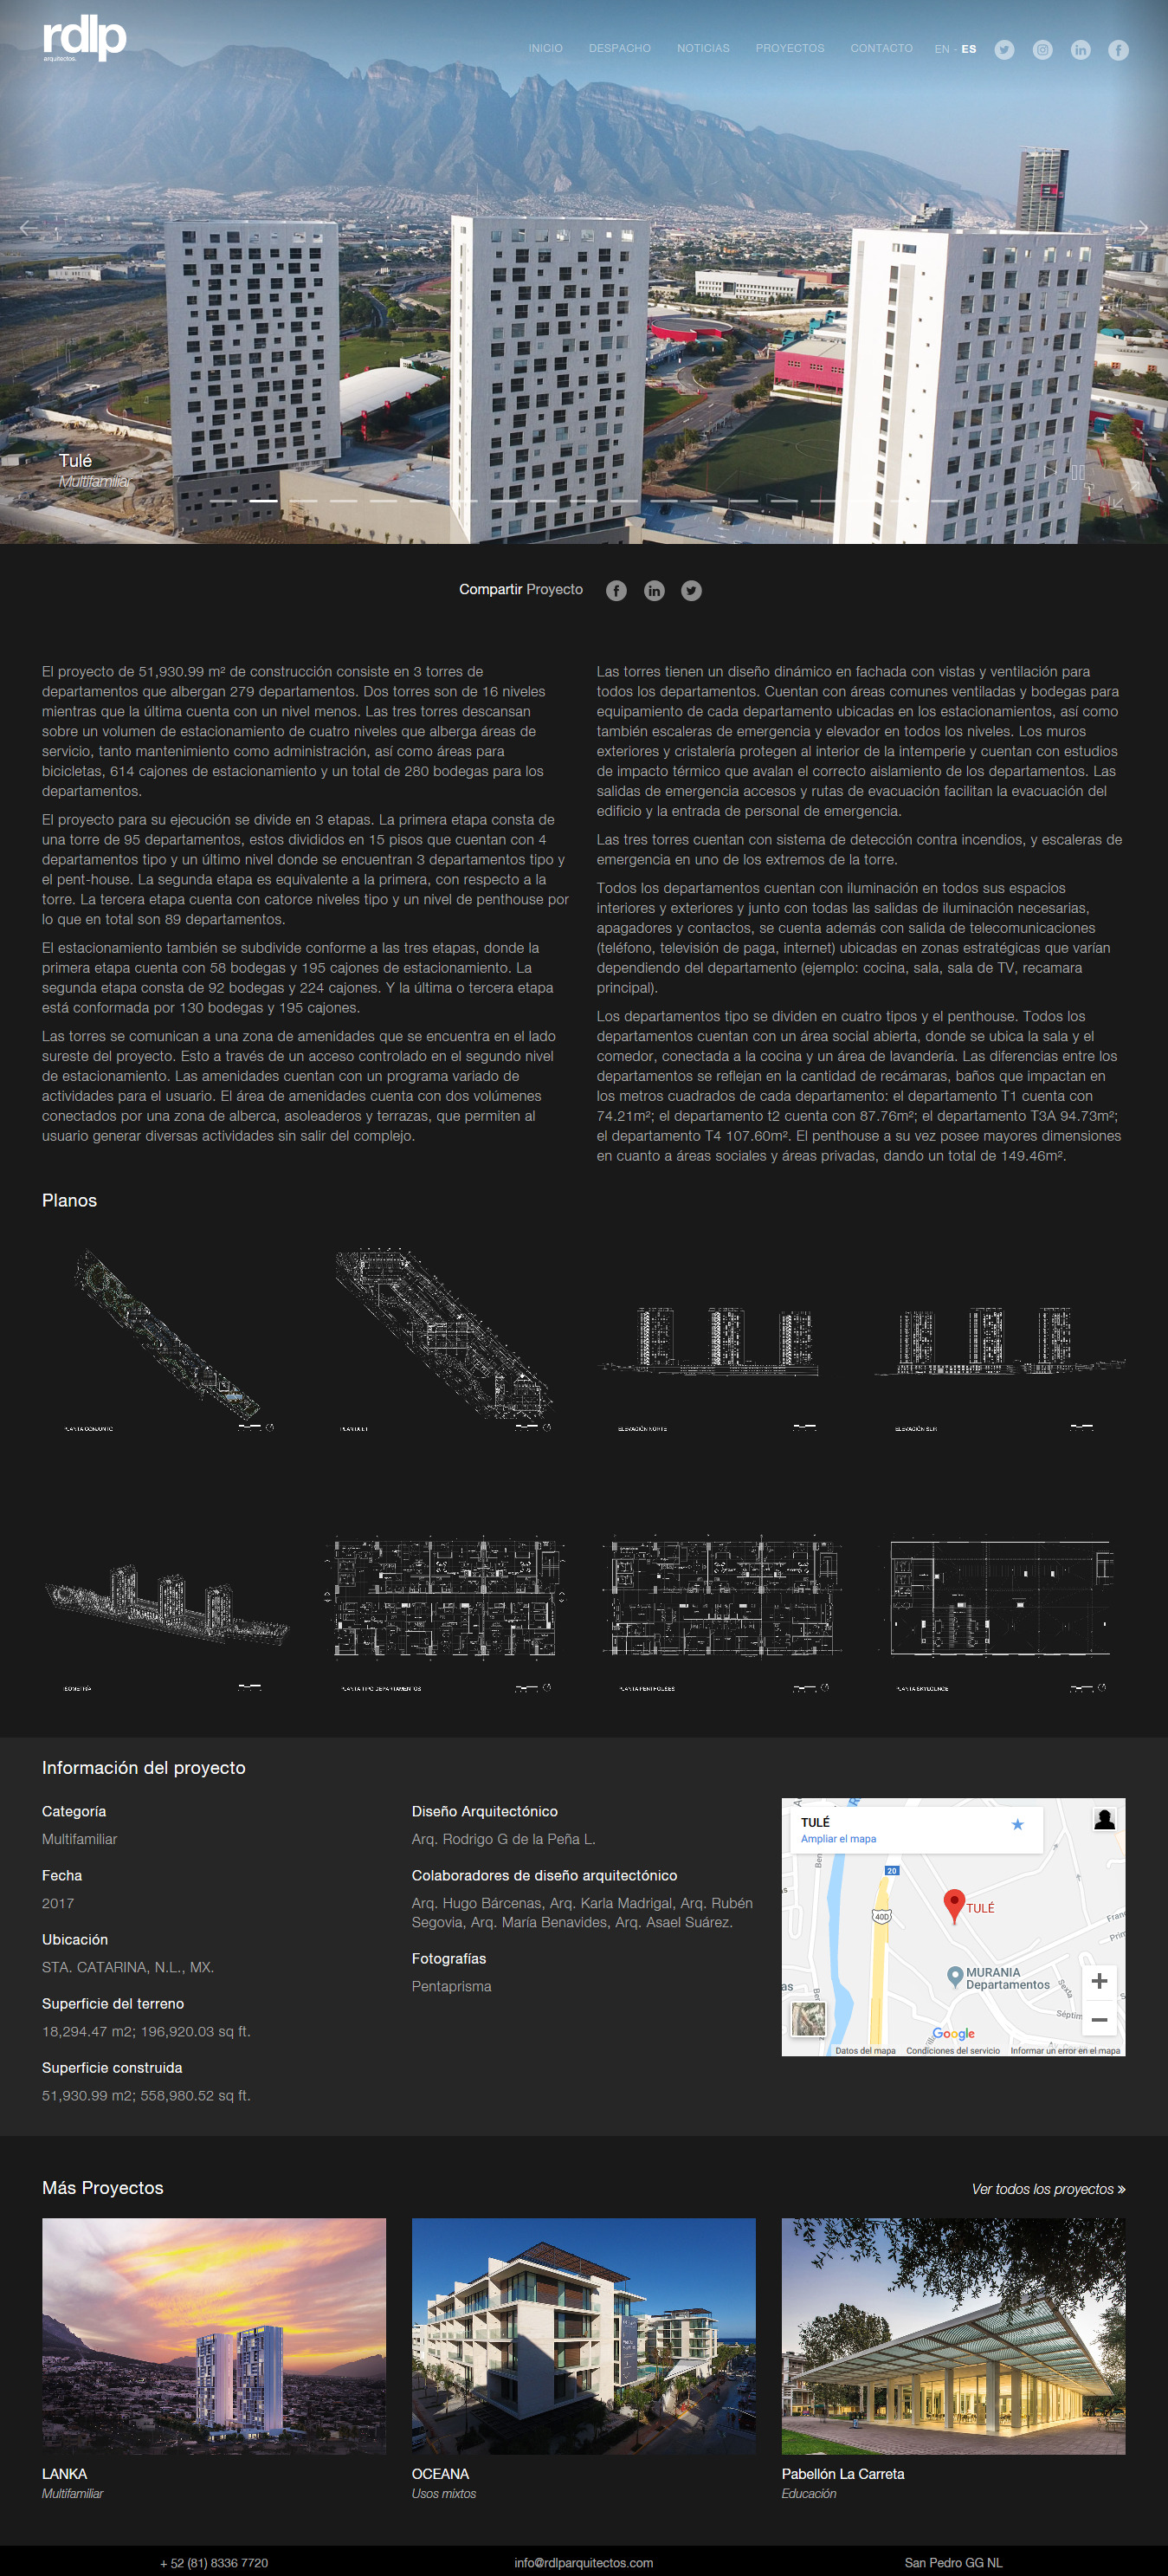 rdlp
arquitectos.
INICIO DESPACHO NOTICIAS PROYECTOS CONTACTO EN - ES
Tulé
Multifamiliar
Compartir Proyecto
El proyecto de 51,930.99 m² de construcción consiste en 3 torres de
departamentos que albergan 279 departamentos. Dos torres son de 16 niveles
mientras que la última cuenta con un nivel menos. Las tres torres descansan
sobre un volumen de estacionamiento de cuatro niveles que alberga áreas de
servicio, tanto mantenimiento como administración, así como áreas para
bicicletas, 614 cajones de estacionamiento y un total de 280 bodegas para los
departamentos.
El proyecto para su ejecución se divide en 3 etapas. La primera etapa consta de
una torre de 95 departamentos, estos divididos en 15 pisos que cuentan con 4
departamentos tipo y un último nivel donde se encuentran 3 departamentos tipo y
el pent-house. La segunda etapa es equivalente a la primera, con respecto a la
torre. La tercera etapa cuenta con catorce niveles tipo y un nivel de penthouse por
lo que en total son 89 departamentos.
El estacionamiento también se subdivide conforme a las tres etapas, donde la
primera etapa cuenta con 58 bodegas y 195 cajones de estacionamiento. La
segunda etapa consta de 92 bodegas y 224 cajones. Y la última o tercera etapa
está conformada por 130 bodegas y 195 cajones.
Las torres se comunican a una zona de amenidades que se encuentra en el lado
sureste del proyecto. Esto a través de un acceso controlado en el segundo nivel
de estacionamiento. Las amenidades cuentan con un programa variado de
actividades para el usuario. El área de amenidades cuenta con dos volúmenes
conectados por una zona de alberca, asoleaderos y terrazas, que permiten al
usuario generar diversas actividades sin salir del complejo.
Las torres tienen un diseño dinámico en fachada con vistas y ventilación para
todos los departamentos. Cuentan con áreas comunes ventiladas y bodegas para
equipamiento de cada departamento ubicadas en los estacionamientos, así como
también escaleras de emergencia y elevador en todos los niveles. Los muros
exteriores y cristalería protegen al interior de la intemperie y cuentan con estudios
de impacto térmico que avalan el correcto aislamiento de los departamentos. Las
salidas de emergencia accesos y rutas de evacuación facilitan la evacuación del
edificio y la entrada de personal de emergencia.
Las tres torres cuentan con sistema de detección contra incendios, y escaleras de
emergencia en uno de los extremos de la torre.
Todos los departamentos cuentan con iluminación en todos sus espacios
interiores y exteriores y junto con todas las salidas de iluminación necesarias,
apagadores y contactos, se cuenta además con salida de telecomunicaciones
(teléfono, televisión de paga, internet) ubicadas en zonas estratégicas que varían
dependiendo del departamento (ejemplo: cocina, sala, sala de TV, recamara
principal).
Los departamentos tipo se dividen en cuatro tipos y el penthouse. Todos los
departamentos cuentan con un área social abierta, donde se ubica la sala y el
comedor, conectada a la cocina y un área de lavandería. Las diferencias entre los
departamentos se reflejan en la cantidad de recámaras, baños que impactan en
los metros cuadrados de cada departamento: el departamento T1 cuenta con
74.21m²; el departamento t2 cuenta con 87.76m²; el departamento T3A 94.73m²;
el departamento T4 107.60m². El penthouse a su vez posee mayores dimensiones
en cuanto a áreas sociales y áreas privadas, dando un total de 149.46m².
Planos
PLANTA CONJUNTO
ELEVACIÓN NORTE
ELEVACIÓN SUR
ISOMETRÍA
PLANTA TIPO DEPARTAMENTOS
PLANTA PENTHOUSES
Información del proyecto
Categoría
Multifamiliar
Fecha
2017
Ubicación
STA. CATARINA, N.L., MX.
Superficie del terreno
18,294.47 m2; 196,920.03 sq ft.
Superficie construida
51,930.99 m2; 558,980.52 sq ft.
Diseño Arquitectónico
Arq. Rodrigo G de la Peña L.
Colaboradores de diseño arquitectónico
Arq. Hugo Bárcenas, Arq. Karla Madrigal, Arq. Rubén
Segovia, Arq. María Benavides, Arq. Asael Suárez.
Fotografías
Pentaprisma
TULÉ
Ampliar el mapa
20
40D
TULÉ
MURANIA
Departamentos
Sexta
Séptim
Google
Datos del mapa Condiciones del servicio Informar un error en el mapa
Más Proyectos
Ver todos los proyectos »
LANKA
Multifamiliar
OCEANA
Usos mixtos
Pabellón La Carreta
Educación
+ 52 (81) 8336 7720
info@rdlparquitectos.com
San Pedro GG NL